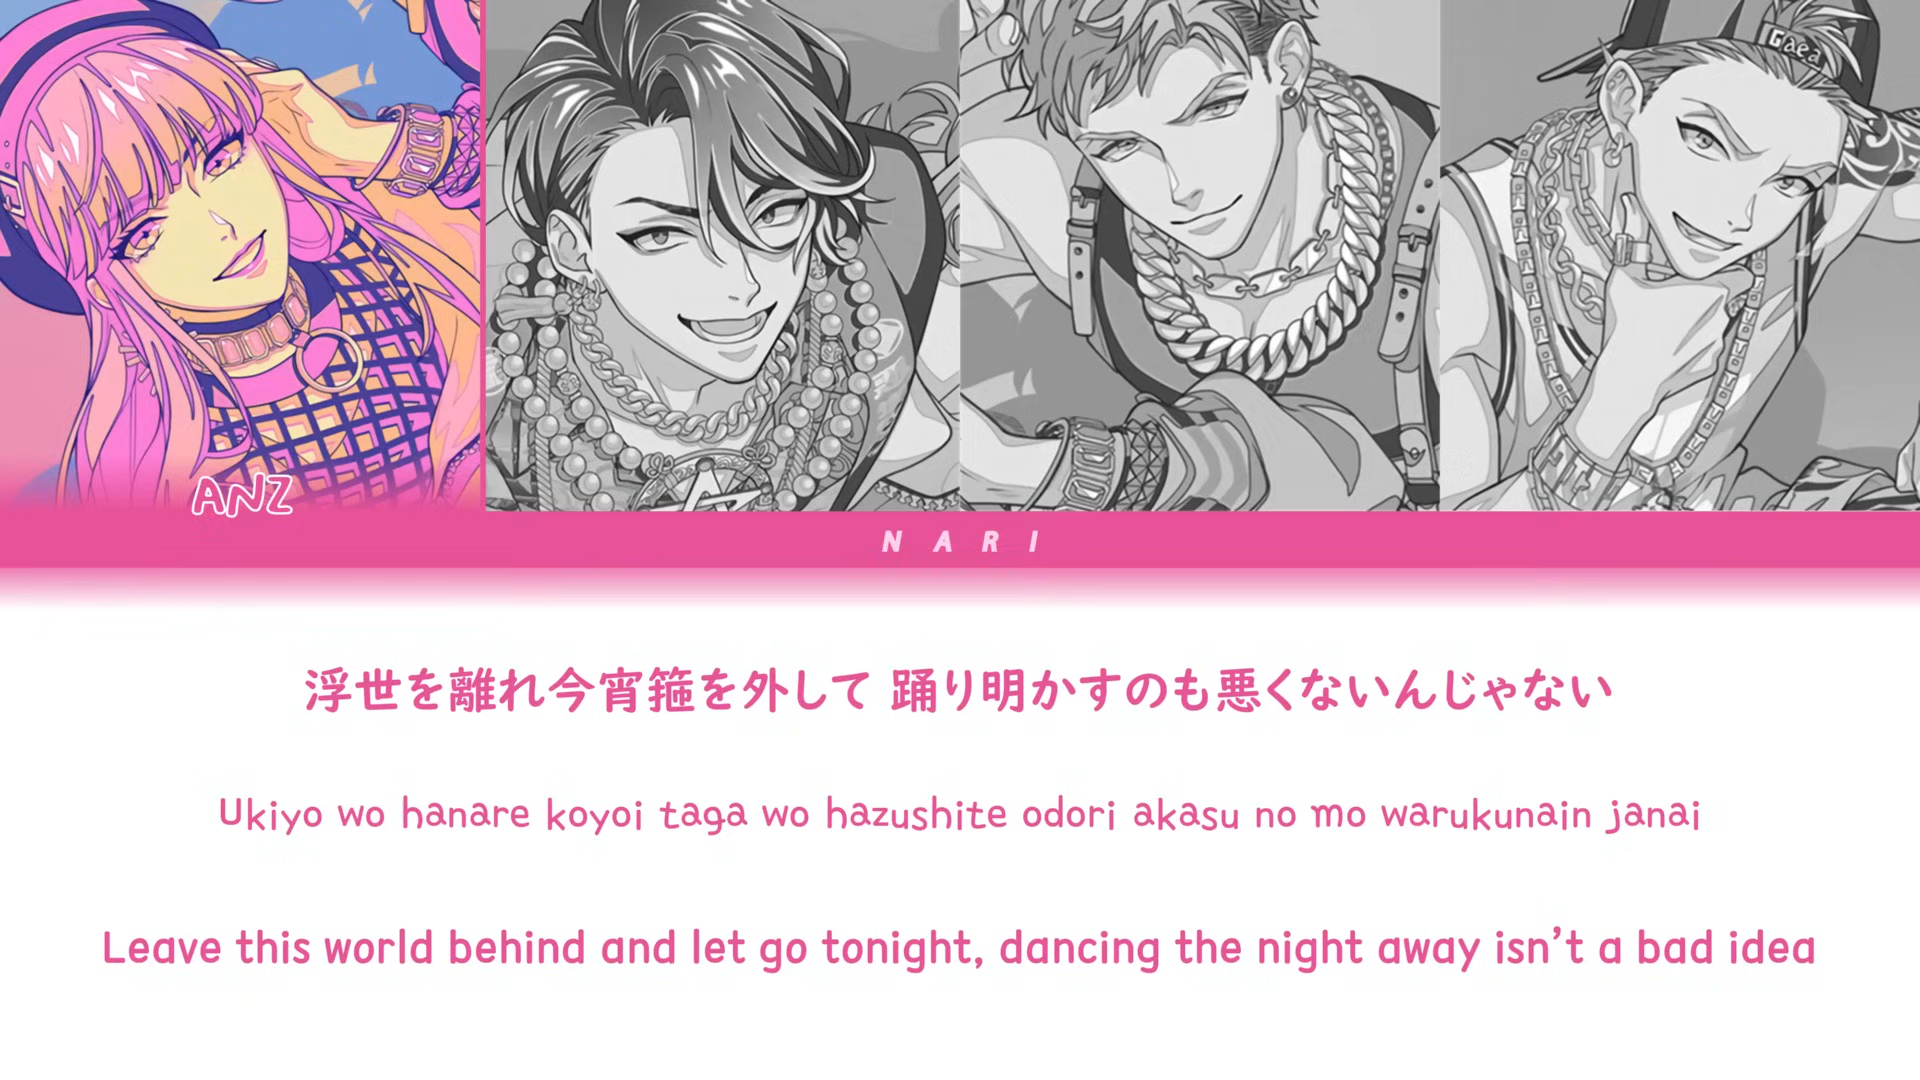 Gaea
ANZ
NARI
浮世を離れ今宵箍を外して 踊り明かすのも悪くないんじゃない
Ukiyo wo hanare koyoi taga wo hazushite odori akasu no mo warukunain janai
Leave this world behind and let go tonight, dancing the night away isn't a bad idea